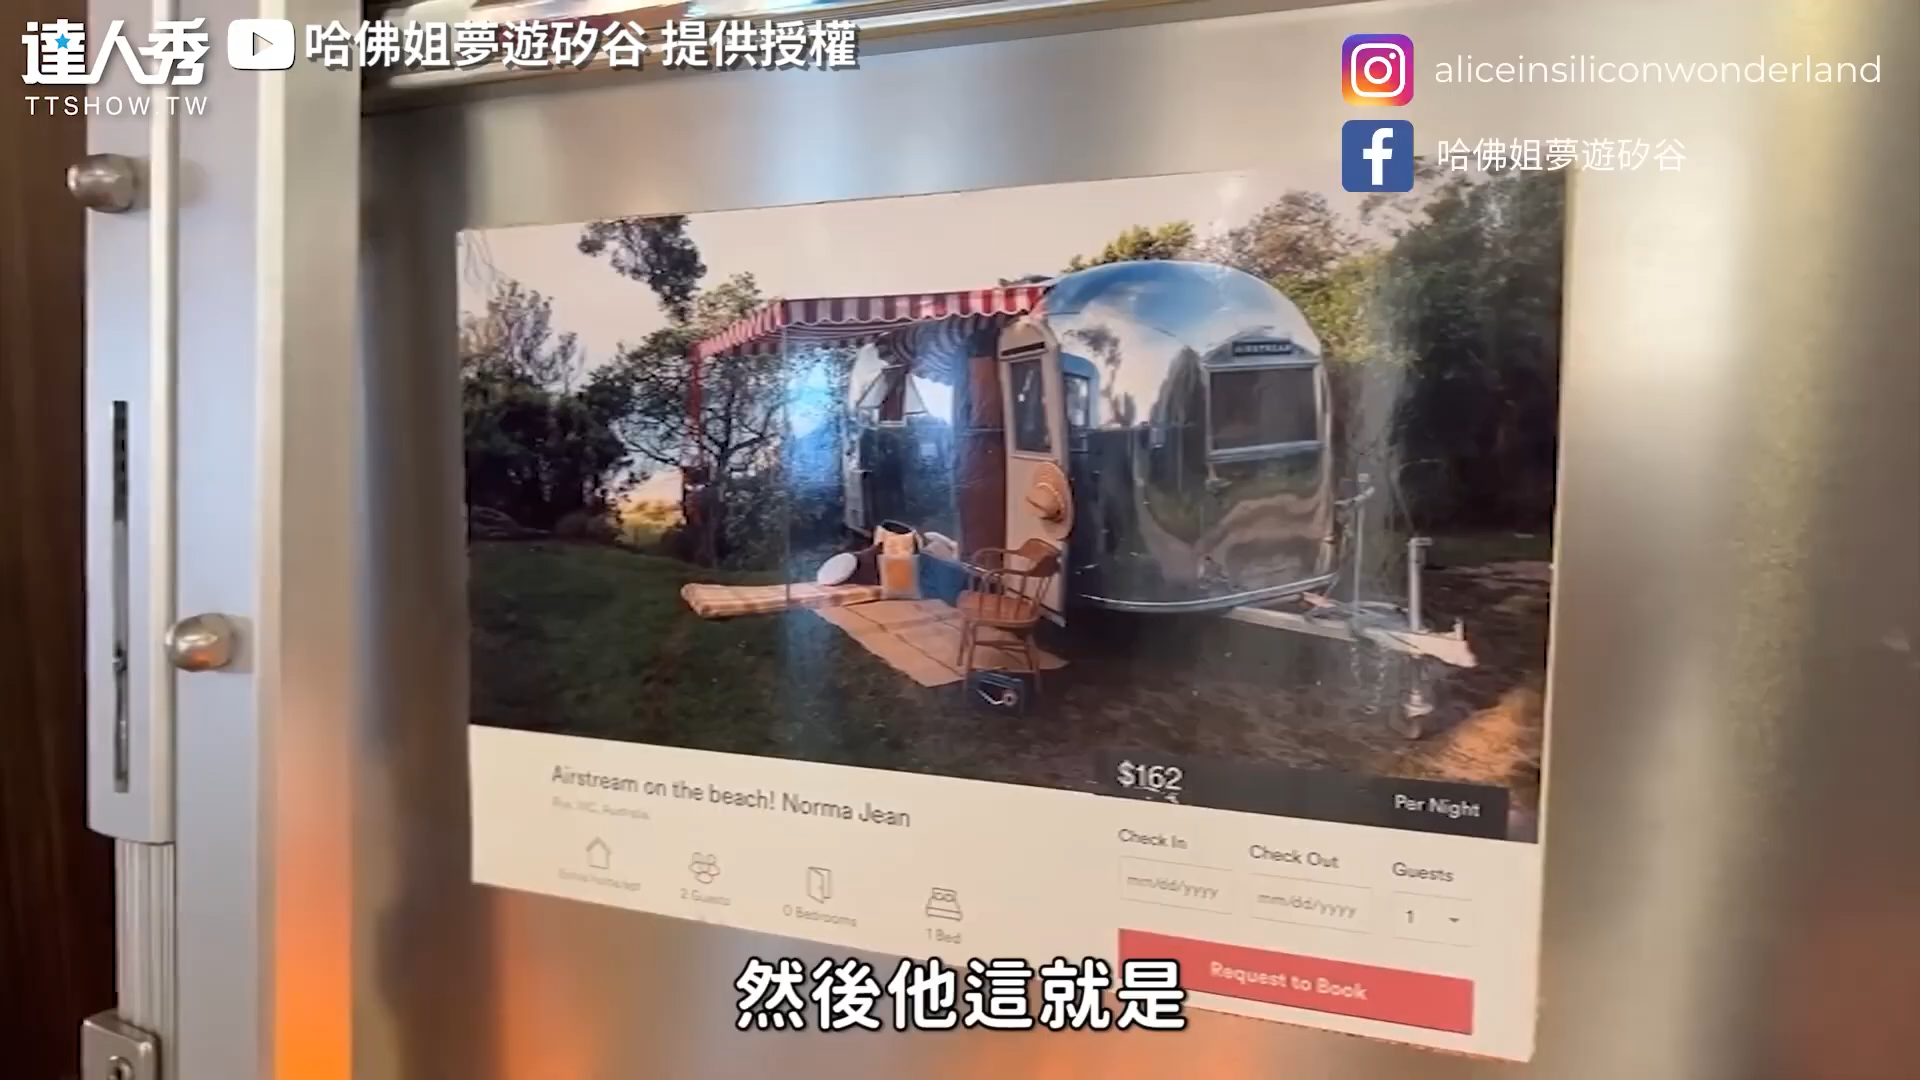 達人秀
TTSHOW.TW
哈佛姐夢遊矽谷 提供授權
aliceinsiliconwonderland
哈佛姐夢遊矽谷
AIRSTREAM
$162
Per Night
Airstream on the beach! Norma Jean
2 Guests
0 Bedrooms
1 Bed
Check In
Check Out
Guests
mm/dd/yyyy
mm/dd/yyyy
1
Request to Book
然後他這就是